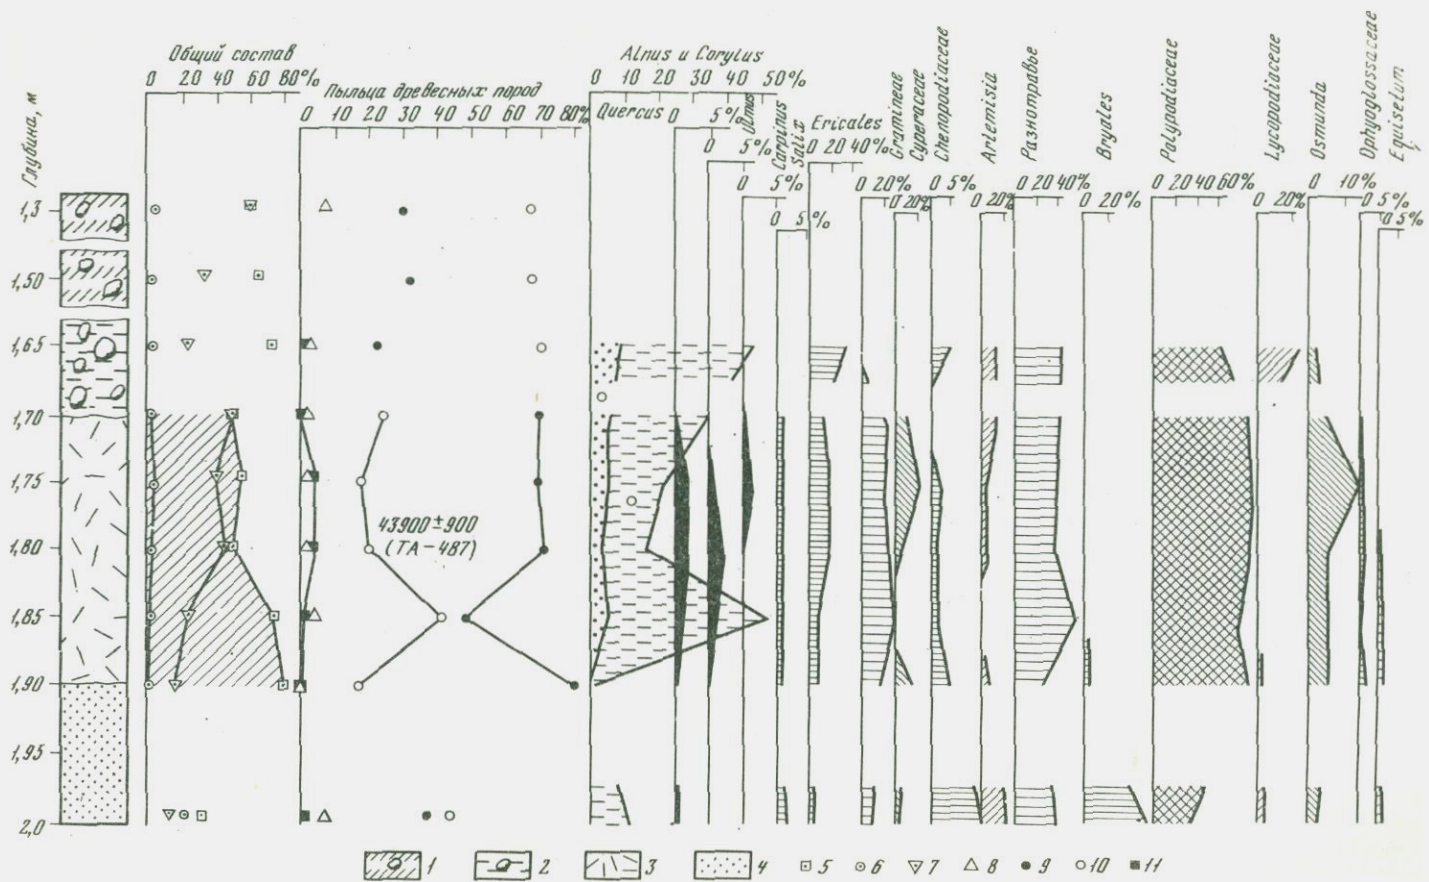 Общий состав
0 20 40 60 80%
Пыльца древесных пород
0 10 20 30 40 50 60 70 80%
Alnus и Corylus
0 10 20 30 40 50%
Quercus
0 5%
0 5%
Ulmus
0 5%
Carpinus
0 5%
Salix
0 5%
Ericales
0 20 40%
Gramineae
0 20%
Cyperaceae
0 20%
Chenopodiaceae
0 5%
Artemisia
0 20%
Разнотравье
0 20 40%
Bryales
0 20%
Polypodiaceae
0 20 40 60%
Lycopodiaceae
0 20%
Osmunda
0 10%
Ophyoglossaceae
0 5%
Equisetum
0 5%
Глубина, м
1,3
1,50
1,65
1,70
1,75
1,80
1,85
1,90
1,95
2,0
43900±900
(ТА-487)
1 2 3 4 5 6 7 8 9 10 11